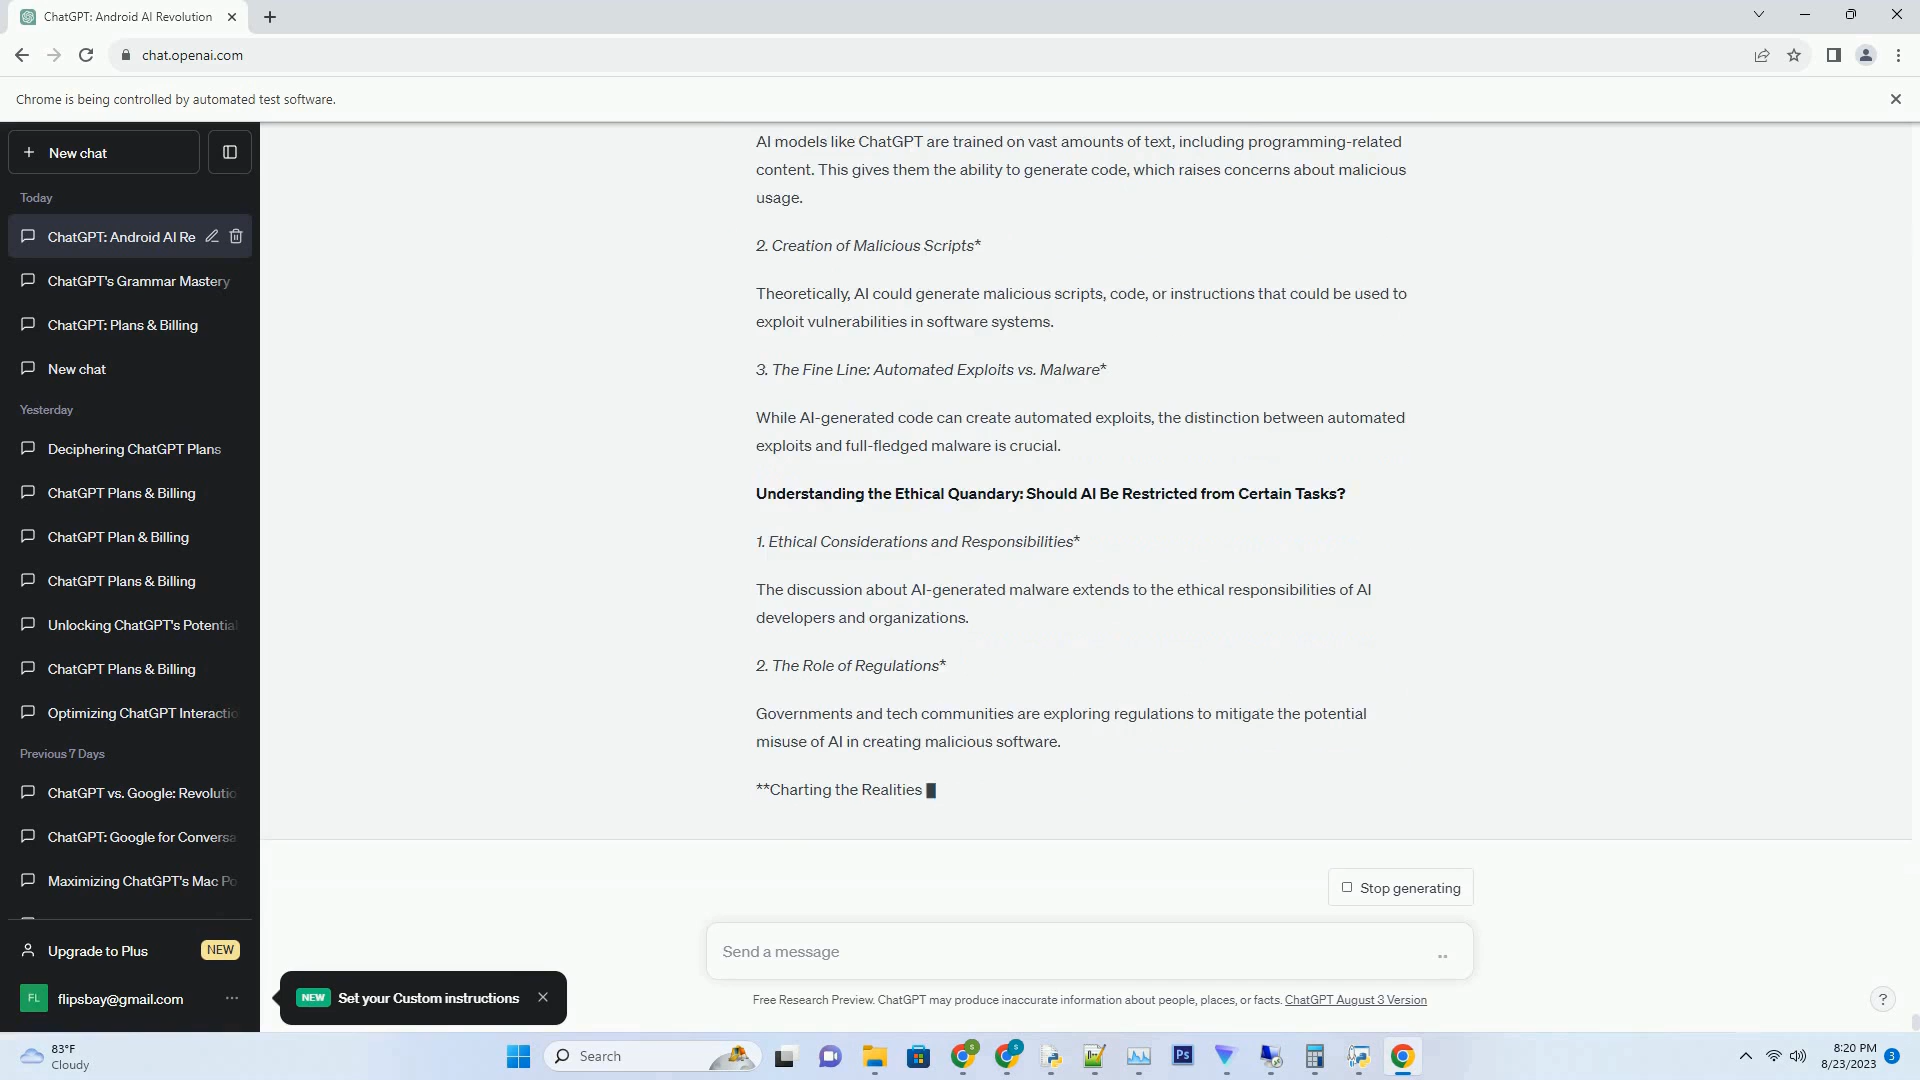 ChatGPT: Android AI Revolution
chat.openai.com
Chrome is being controlled by automated test software.
New chat
Today
ChatGPT: Android AI Re
ChatGPT's Grammar Mastery
ChatGPT: Plans & Billing
New chat
Yesterday
Deciphering ChatGPT Plans
ChatGPT Plans & Billing
ChatGPT Plan & Billing
ChatGPT Plans & Billing
Unlocking ChatGPT's Potential
ChatGPT Plans & Billing
Optimizing ChatGPT Interactio
Previous 7 Days
ChatGPT vs. Google: Revolutio
ChatGPT: Google for Conversa
Maximizing ChatGPT's Mac Po
Upgrade to Plus NEW
FL flipsbay@gmail.com
AI models like ChatGPT are trained on vast amounts of text, including programming-related
content. This gives them the ability to generate code, which raises concerns about malicious
usage.
2. Creation of Malicious Scripts*
Theoretically, AI could generate malicious scripts, code, or instructions that could be used to
exploit vulnerabilities in software systems.
3. The Fine Line: Automated Exploits vs. Malware*
While AI-generated code can create automated exploits, the distinction between automated
exploits and full-fledged malware is crucial.
Understanding the Ethical Quandary: Should AI Be Restricted from Certain Tasks?
1. Ethical Considerations and Responsibilities*
The discussion about AI-generated malware extends to the ethical responsibilities of AI
developers and organizations.
2. The Role of Regulations*
Governments and tech communities are exploring regulations to mitigate the potential
misuse of AI in creating malicious software.
**Charting the Realities
Stop generating
Send a message
NEW Set your Custom instructions
Free Research Preview. ChatGPT may produce inaccurate information about people, places, or facts. ChatGPT August 3 Version
?
83°F
Cloudy
Search
S
S
Ps
8:20 PM
8/23/2023
3